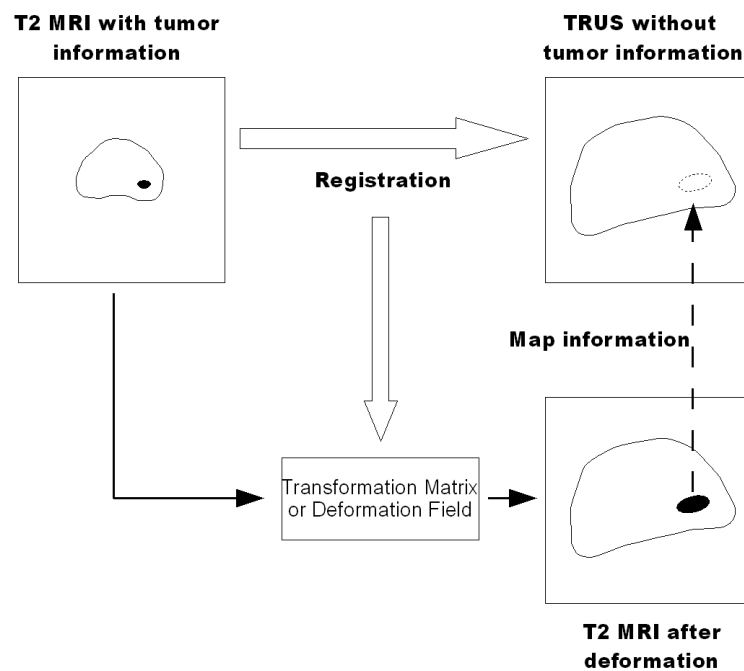 T2 MRI with tumor
information
TRUS without
tumor information
Registration
Map information
Transformation Matrix
or Deformation Field
T2 MRI after
deformation